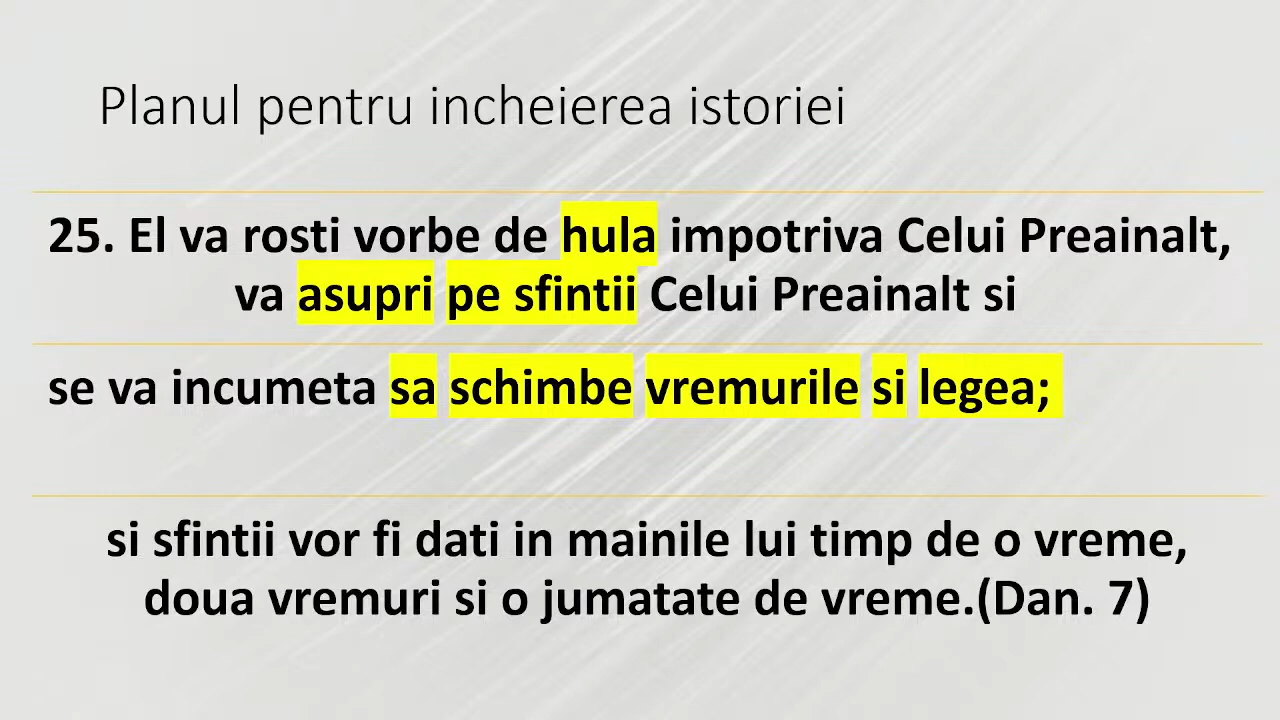 Planul pentru incheierea istoriei
25. El va rosti vorbe de hula impotriva Celui Preainalt,
va asupri pe sfintii Celui Preainalt si
se va incumeta sa schimbe vremurile si legea;
si sfintii vor fi dati in mainile lui timp de o vreme,
doua vremuri si o jumatate de vreme.(Dan. 7)